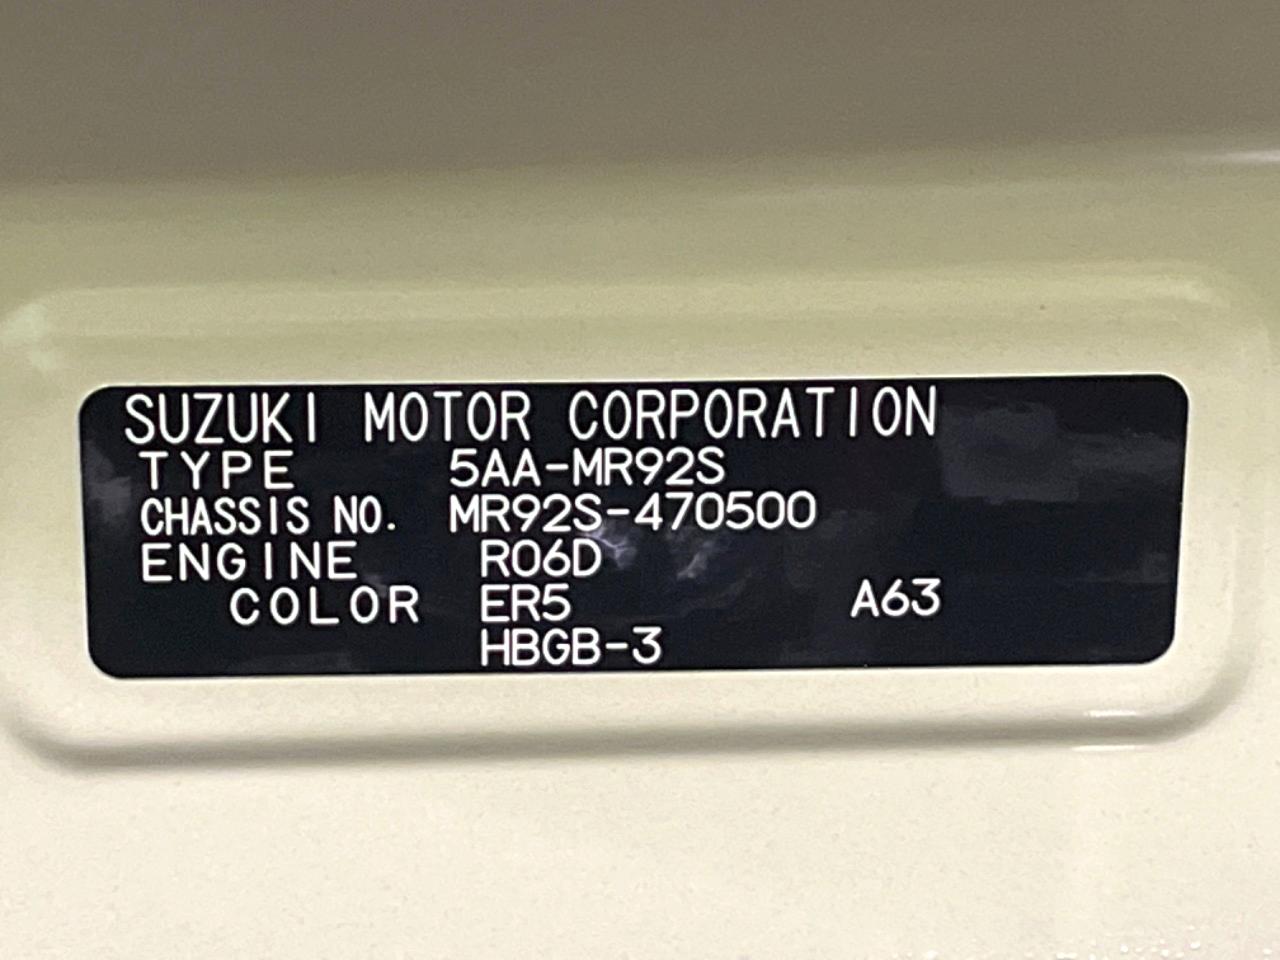 SUZUKI MOTOR CORPORATION
TYPE 5AA-MR92S
CHASSIS NO. MR92S-470500
ENGINE R06D
COLOR ER5 A63
HBGB-3